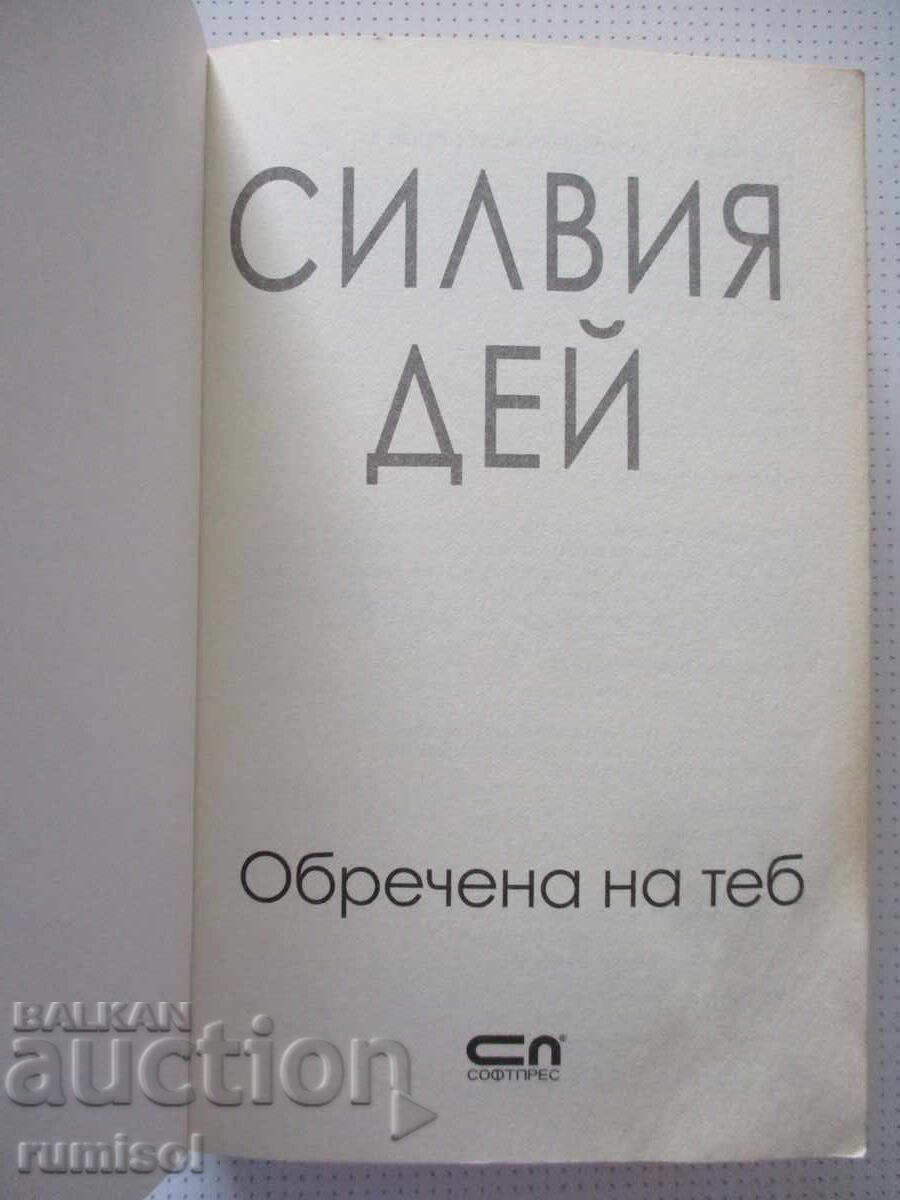 СИЛВИЯ
ДЕЙ
Обречена на теб
СП®
СОФТПРЕС
BALKAN
auction
rumisol